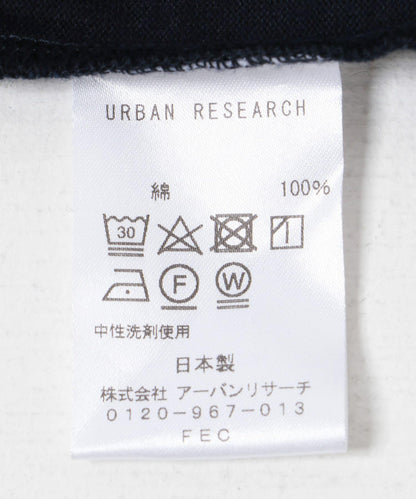 URBAN RESEARCH
綿 100%
30
F W
中性洗剤使用
日本製
株式会社 アーバンリサーチ
0120-967-013
FEC